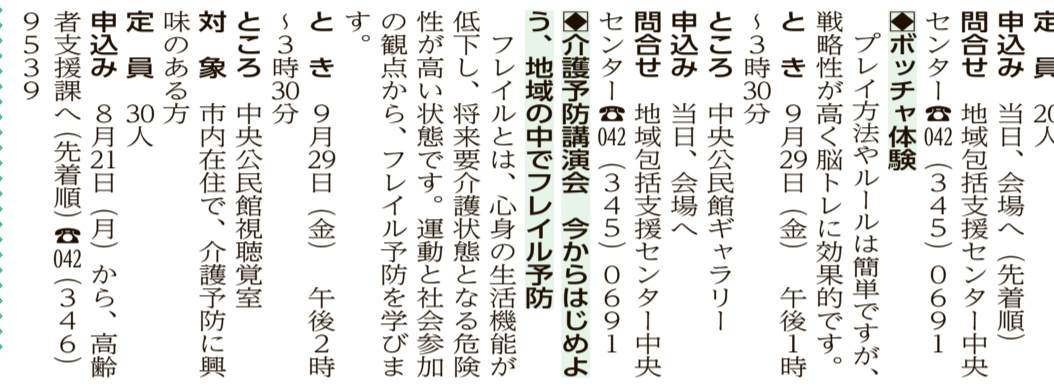 定　員　20人
申込み　当日、会場へ（先着順）
問合せ　地域包括支援センター中央
センター☎042（３４５）０６９１
◆ボッチャ体験
　プレイ方法やルールは簡単ですが、
戦略性が高く脳トレに効果的です。
と　き　９月29日（金）　午後１時
～３時30分
ところ　中央公民館ギャラリー
申込み　当日、会場へ
問合せ　地域包括支援センター中央
センター☎042（３４５）０６９１
◆介護予防講演会　今からはじめよ
う、地域の中でフレイル予防
　フレイルとは、心身の生活機能が
低下し、将来要介護状態となる危険
性が高い状態です。運動と社会参加
の観点から、フレイル予防を学びま
す。
と　き　９月29日（金）　午後２時
～３時30分
ところ　中央公民館視聴覚室
対　象　市内在住で、介護予防に興
味のある方
定　員　30人
申込み　８月21日（月）から、高齢
者支援課へ（先着順）☎042（３４６）
９５３９